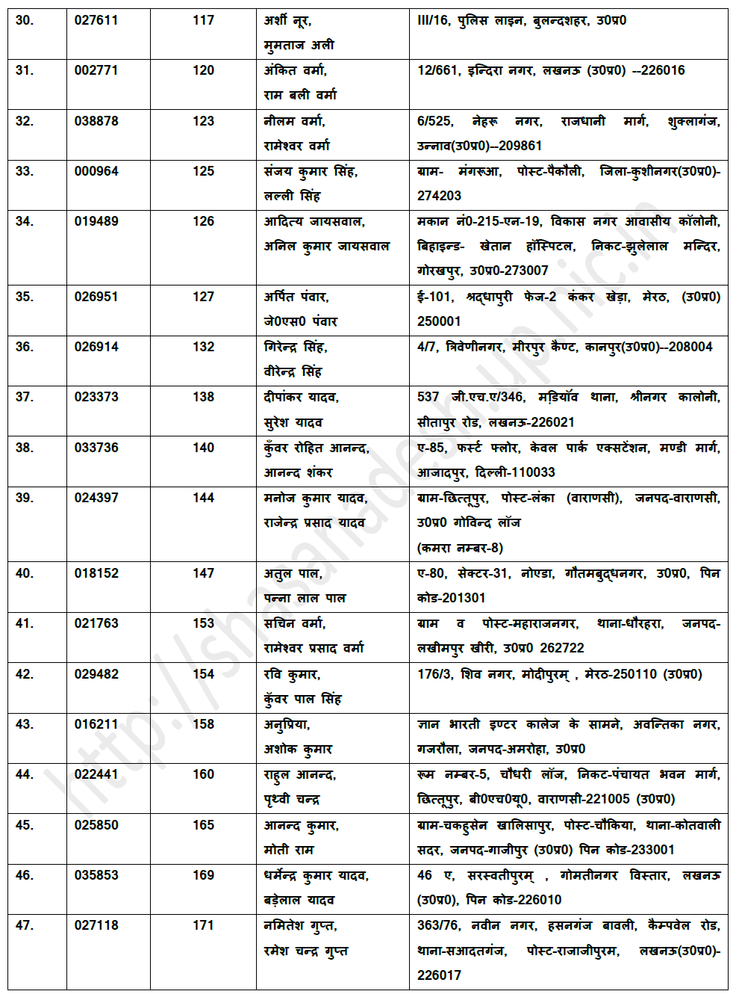 30. 027611 117 अर्शी नूर, III/16, पुलिस लाइन, बुलन्दशहर, उ0प्र0
मुमताज अली
31. 002771 120 अंकित वर्मा, 12/661, इन्दिरा नगर, लखनऊ (उ0प्र0) --226016
राम बली वर्मा
32. 038878 123 नीलम वर्मा, 6/525, नेहरू नगर, राजधानी मार्ग, शुक्लागंज,
रामेश्वर वर्मा उन्नाव(उ0प्र0)--209861
33. 000964 125 संजय कुमार सिंह, ग्राम- मंगरूआ, पोस्ट-पैकौली, जिला-कुशीनगर(उ0प्र0)-
लल्ली सिंह 274203
34. 019489 126 आदित्य जायसवाल, मकान नं0-215-एन-19, विकास नगर आवासीय कॉलोनी,
अनिल कुमार जायसवाल बिहाइन्ड- खेतान हॉस्पिटल, निकट-झुलेलाल मन्दिर,
गोरखपुर, उ0प्र0-273007
35. 026951 127 अर्पित पंवार, ई-101, श्रद्धापुरी फेज-2 कंकर खेड़ा, मेरठ, (उ0प्र0)
जे0एस0 पंवार 250001
36. 026914 132 गिरेन्द्र सिंह, 4/7, त्रिवेणीनगर, मीरपुर कैण्ट, कानपुर(उ0प्र0)--208004
वीरेन्द्र सिंह
37. 023373 138 दीपांकर यादव, 537 जी.एच.ए/346, मड़ियॉव थाना, श्रीनगर कालोनी,
सुरेश यादव सीतापुर रोड, लखनऊ-226021
38. 033736 140 कुँवर रोहित आनन्द, ए-85, फर्स्ट फ्लोर, केवल पार्क एक्सटेंशन, मण्डी मार्ग,
आनन्द शंकर आजादपुर, दिल्ली-110033
39. 024397 144 मनोज कुमार यादव, ग्राम-छित्तूपुर, पोस्ट-लंका (वाराणसी), जनपद-वाराणसी,
राजेन्द्र प्रसाद यादव उ0प्र0 गोविन्द लॉज
(कमरा नम्बर-8)
40. 018152 147 अतुल पाल, ए-80, सेक्टर-31, नोएडा, गौतमबुद्धनगर, उ0प्र0, पिन
पन्ना लाल पाल कोड-201301
41. 021763 153 सचिन वर्मा, ग्राम व पोस्ट-महाराजनगर, थाना-धौरहरा, जनपद-
रामेश्वर प्रसाद वर्मा लखीमपुर खीरी, उ0प्र0 262722
42. 029482 154 रवि कुमार, 176/3, शिव नगर, मोदीपुरम् , मेरठ-250110 (उ0प्र0)
कुॅवर पाल सिंह
43. 016211 158 अनुप्रिया, ज्ञान भारती इण्टर कालेज के सामने, अवन्तिका नगर,
अशोक कुमार गजरौला, जनपद-अमरोहा, उ0प्र0
44. 022441 160 राहुल आनन्द, रूम नम्बर-5, चौधरी लॉज, निकट-पंचायत भवन मार्ग,
पृथ्वी चन्द्र छित्तूपुर, बी0एच0यू0, वाराणसी-221005 (उ0प्र0)
45. 025850 165 आनन्द कुमार, ग्राम-चकहुसेन खालिसापुर, पोस्ट-चौकिया, थाना-कोतवाली
मोती राम सदर, जनपद-गाजीपुर (उ0प्र0) पिन कोड-233001
46. 035853 169 धर्मेन्द्र कुमार यादव, 46 ए, सरस्वतीपुरम् , गोमतीनगर विस्तार, लखनऊ
बड़ेलाल यादव (उ0प्र0), पिन कोड-226010
47. 027118 171 नमितेश गुप्त, 363/76, नवीन नगर, हसनगंज बावली, कैम्पवेल रोड,
रमेश चन्द्र गुप्त थाना-सआदतगंज, पोस्ट-राजाजीपुरम, लखनऊ(उ0प्र0)-
226017
http://shasanadesh.up.nic.in